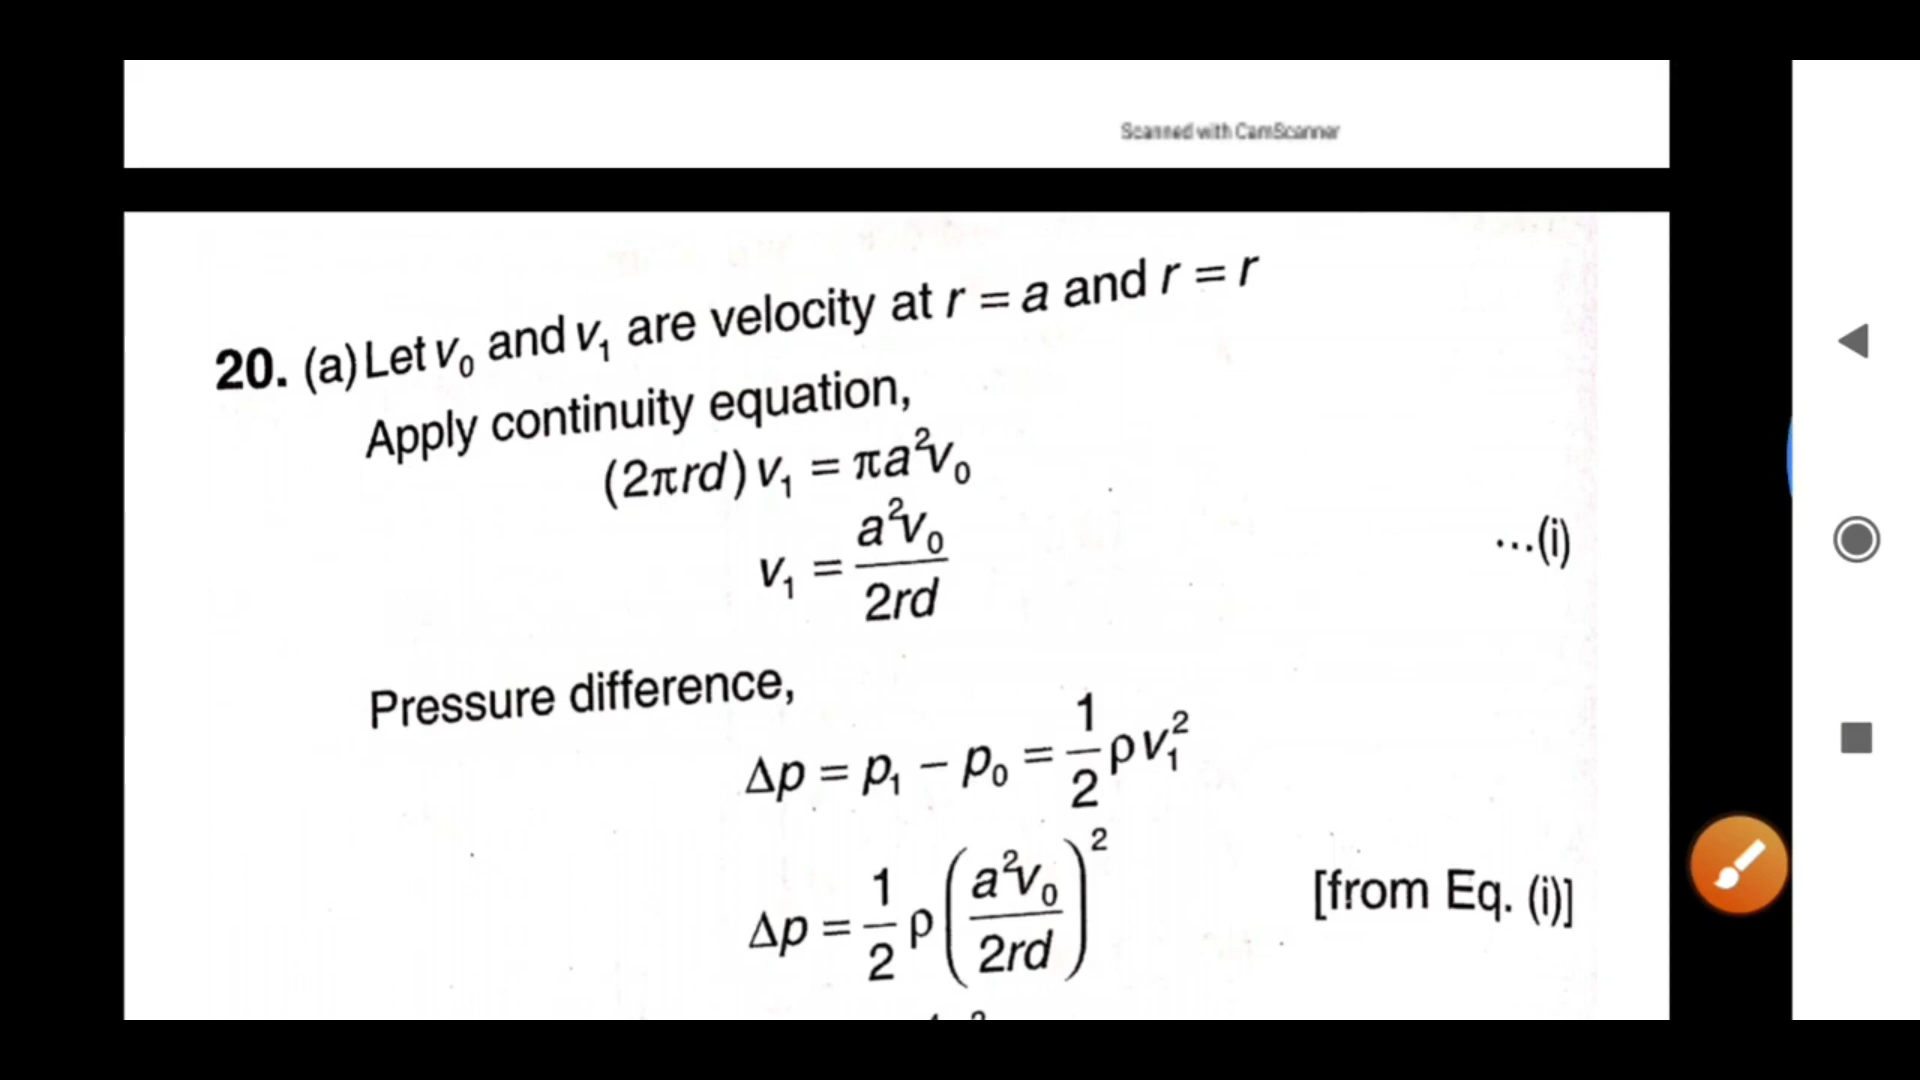 Scanned with CamScanner
20. (a) Let v₀ and v₁ are velocity at r = a and r = r
Apply continuity equation,
(2πrd) v₁ = πa²v₀
v₁ = a²v₀ / 2rd ...(i)
Pressure difference,
Δp = p₁ − p₀ = 1/2 ρv₁²
Δp = 1/2 ρ (a²v₀ / 2rd)² [from Eq. (i)]